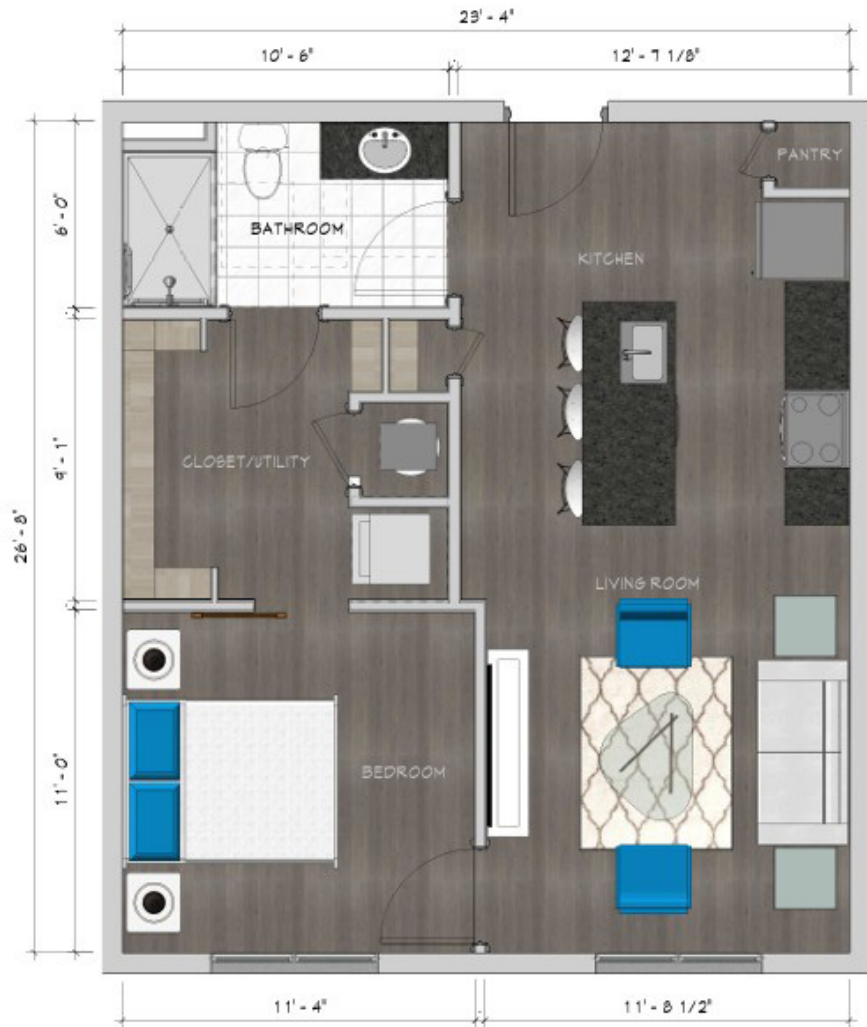 23' - 4"
10' - 6"
12' - 7 1/8"
PANTRY
6' - 0"
BATHROOM
KITCHEN
9' - 1"
CLOSET/UTILITY
26' - 8"
LIVING ROOM
11' - 0"
BEDROOM
11' - 4"
11' - 8 1/2"